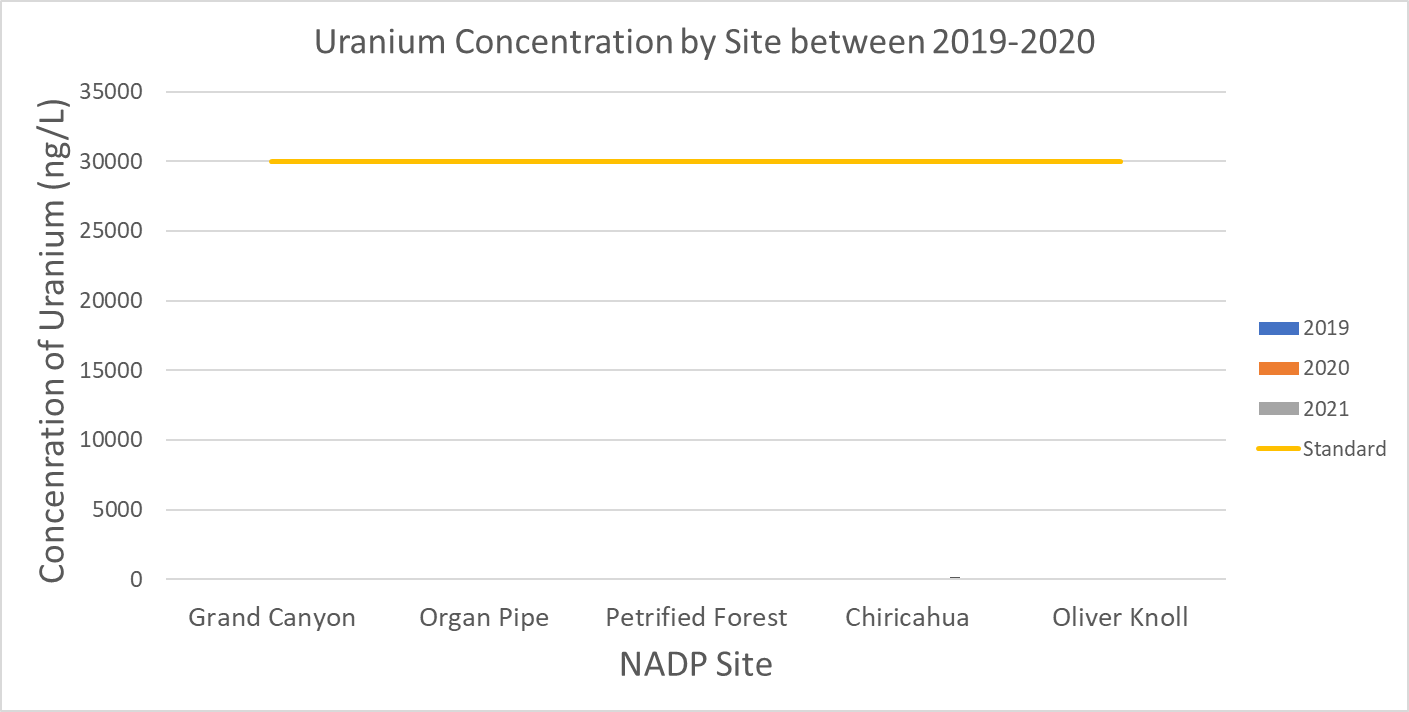 Uranium Concentration by Site between 2019-2020
Concenration of Uranium (ng/L)
35000
30000
25000
20000
15000
10000
5000
0
2019
2020
2021
Standard
Grand Canyon
Organ Pipe
Petrified Forest
Chiricahua
Oliver Knoll
NADP Site